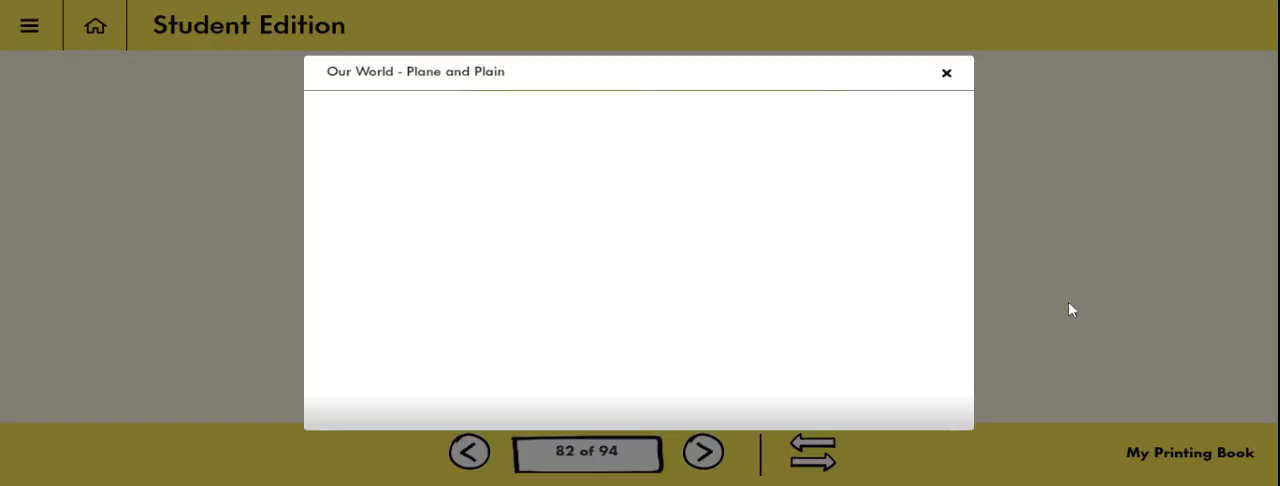 Student Edition
Our World - Plane and Plain
82 of 94
My Printing Book